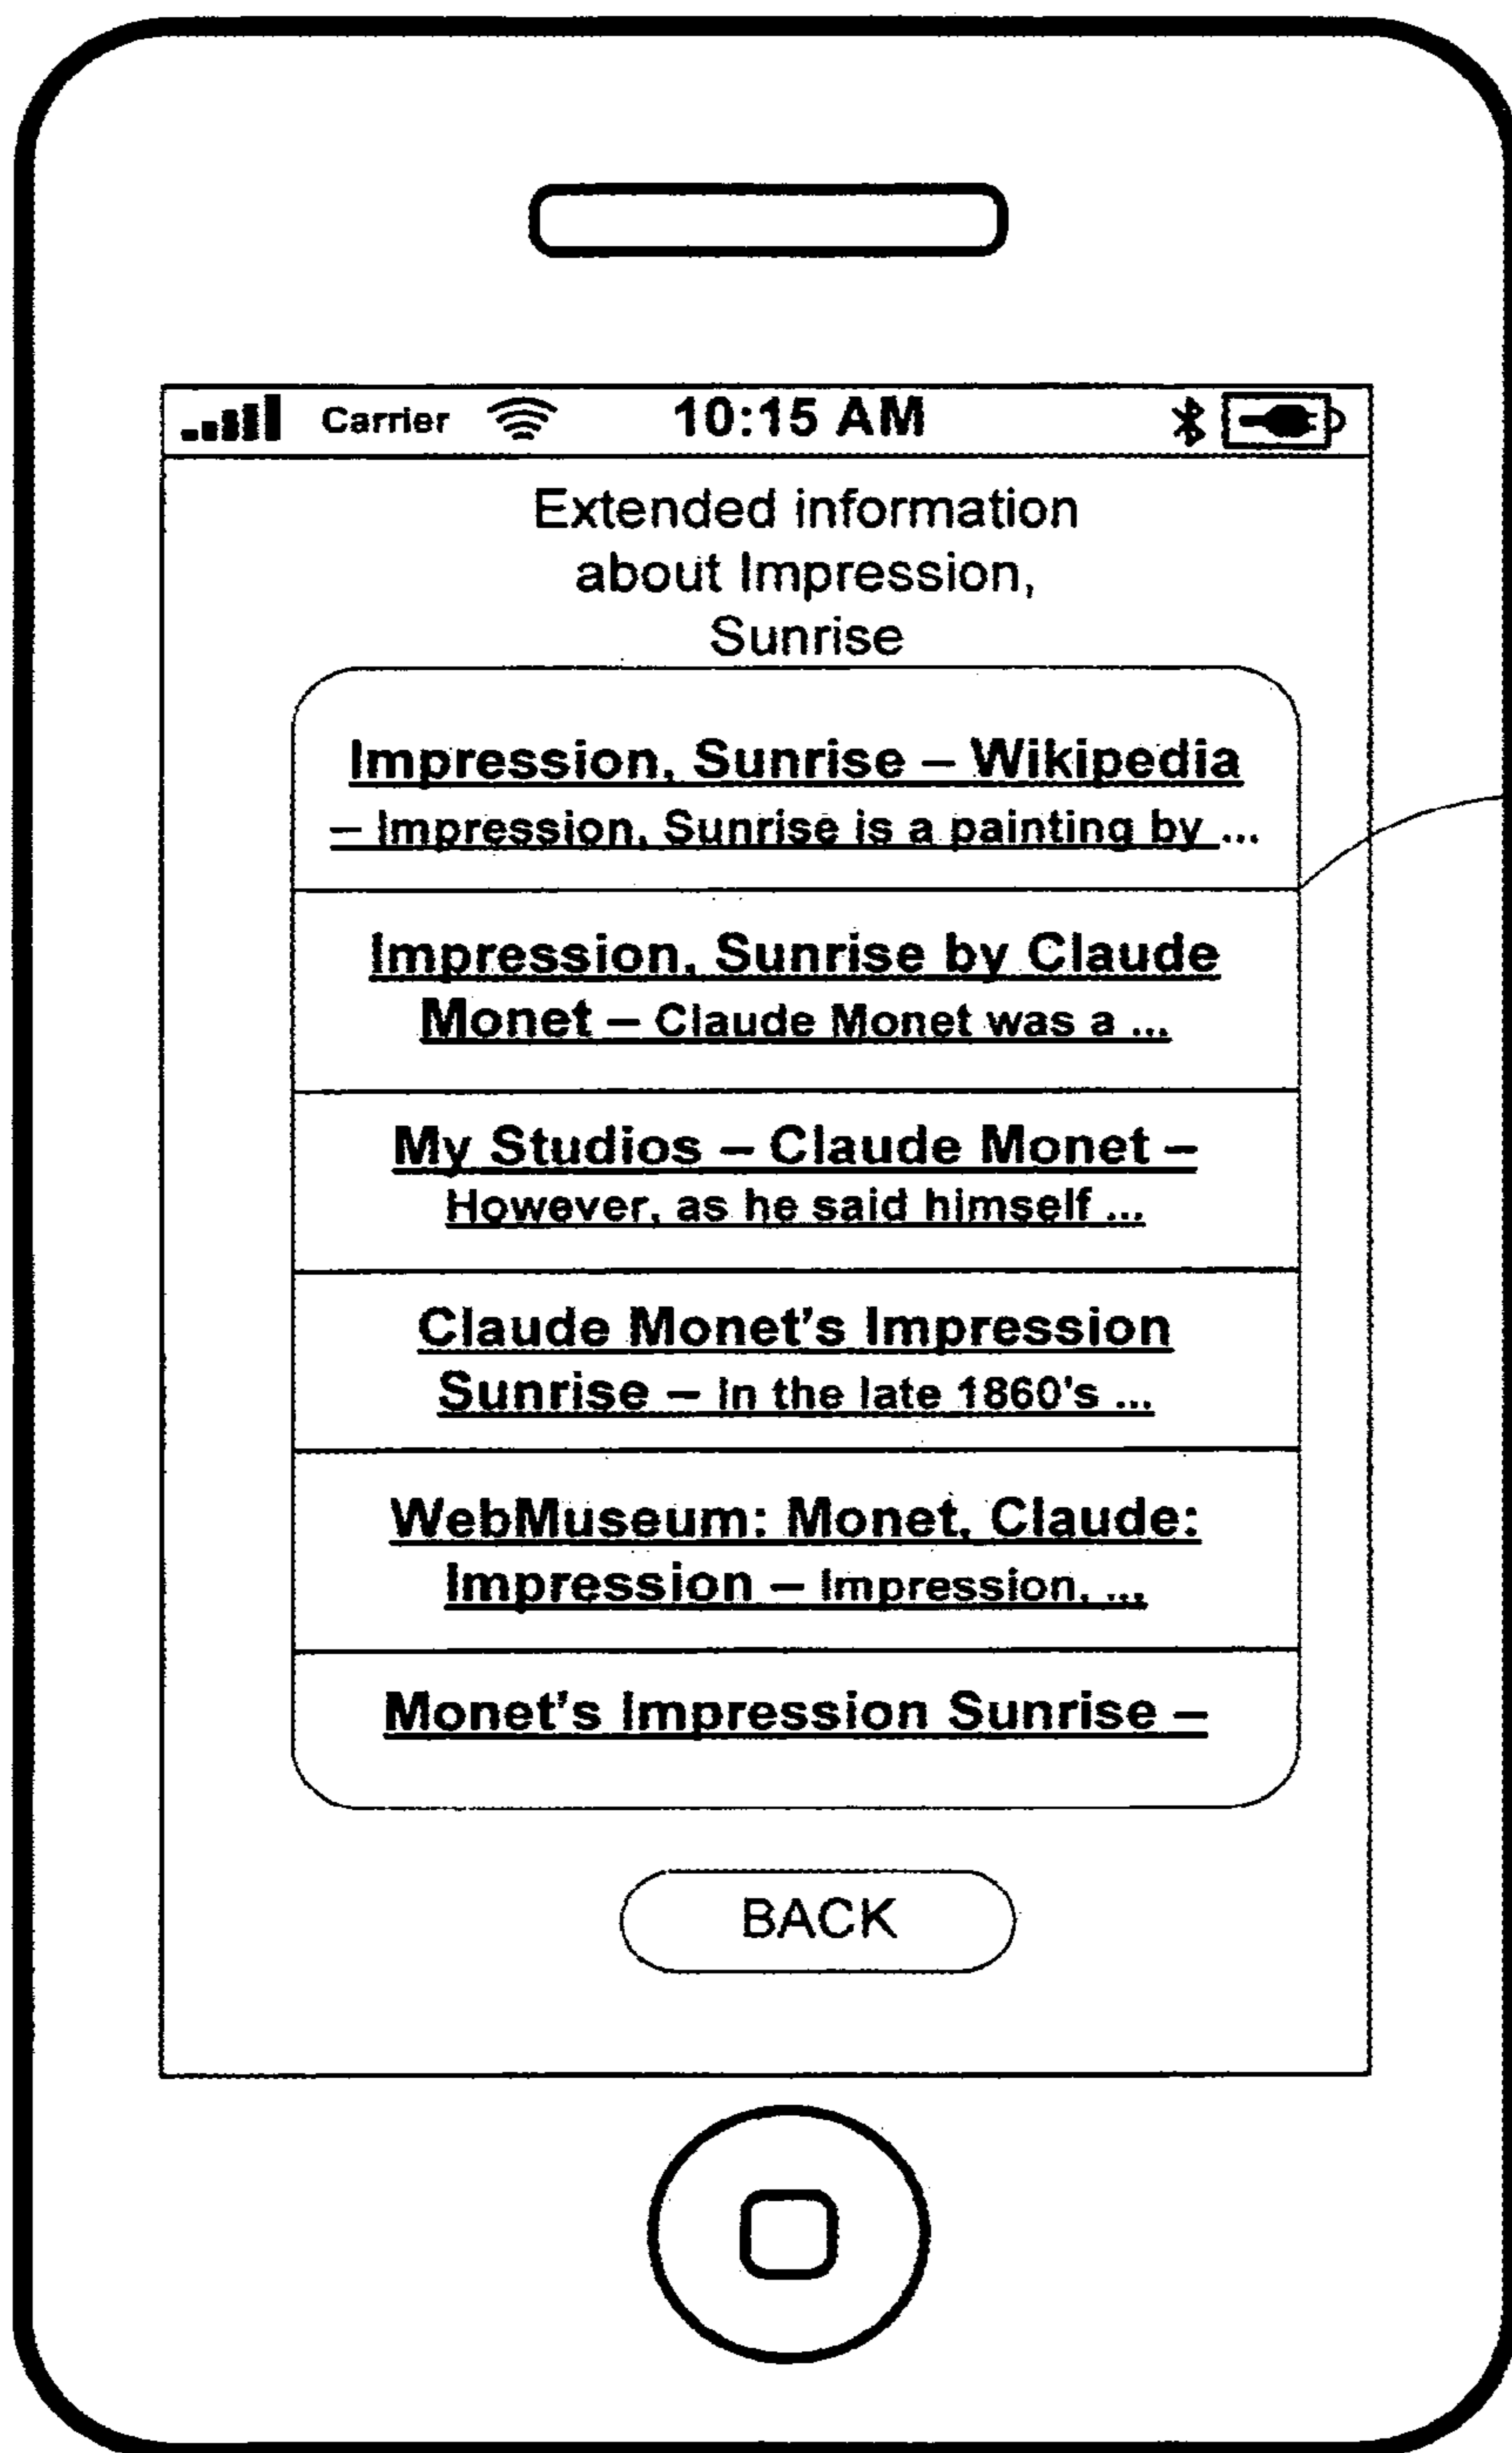 Carrier 10:15 AM
Extended information
about Impression,
Sunrise
Impression, Sunrise – Wikipedia
– Impression, Sunrise is a painting by ...
Impression, Sunrise by Claude
Monet – Claude Monet was a ...
My Studios – Claude Monet –
However, as he said himself ...
Claude Monet's Impression
Sunrise – In the late 1860's ...
WebMuseum: Monet, Claude:
Impression – Impression, ...
Monet's Impression Sunrise –
BACK